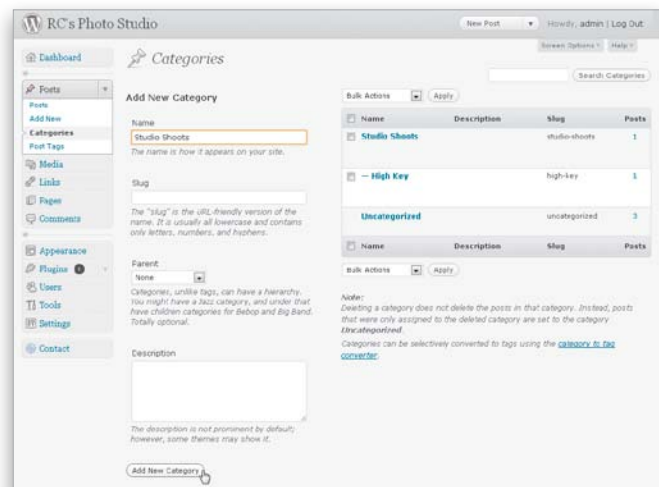 RC's Photo Studio
New Post
Howdy, admin | Log Out
Screen Options
Help
Dashboard
Posts
Posts
Add New
Categories
Post Tags
Media
Links
Pages
Comments
Appearance
Plugins
Users
Tools
Settings
Contact
Categories
Add New Category
Name
Studio Shoots
The name is how it appears on your site.
Slug
The "slug" is the URL-friendly version of the
name. It is usually all lowercase and contains
only letters, numbers, and hyphens.
Parent
None
Categories, unlike tags, can have a hierarchy.
You might have a Jazz category, and under that
have children categories for Bebop and Big Band.
Totally optional.
Description
The description is not prominent by default;
however, some themes may show it.
Add New Category
Search Categories
Bulk Actions
Apply
Name Description Slug Posts
Studio Shoots studio-shoots 1
— High Key high-key 1
Uncategorized uncategorized 3
Name Description Slug Posts
Bulk Actions
Apply
Note:
Deleting a category does not delete the posts in that category. Instead, posts
that were only assigned to the deleted category are set to the category
Uncategorized.
Categories can be selectively converted to tags using the category to tag
converter.